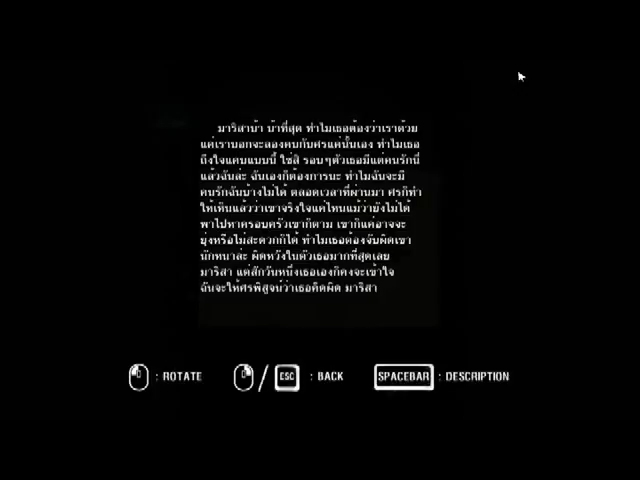 มาริสาบ้า บ้าที่สุด ทำไมเธอต้องว่าเราด้วย
แค่เราบอกจะลองคบกับศรแค่นั้นเอง ทำไมเธอ
ถึงใจแคบแบบนี้ ใช่สิ รอบๆตัวเธอมีแต่คนรักนี่
แล้วฉันล่ะ ฉันเองก็ต้องการนะ ทำไมฉันจะมี
คนรักฉันบ้างไม่ได้ ตลอดเวลาที่ผ่านมา ศรก็ทำ
ให้เห็นแล้วว่าเขาจริงใจแค่ไหนแม้ว่ายังไม่ได้
พาไปหาครอบครัวเขาก็ตาม เขาก็แค่อาจจะ
ยุ่งหรือไม่สะดวกก็ได้ ทำไมเธอต้องจับผิดเขา
นักหนาล่ะ ผิดหวังในตัวเธอมากที่สุดเลย
มาริสา แต่สักวันหนึ่งเธอเองก็คงจะเข้าใจ
ฉันจะให้ศรพิสูจน์ว่าเธอคิดผิด มาริสา
: ROTATE / ESC : BACK SPACEBAR : DESCRIPTION